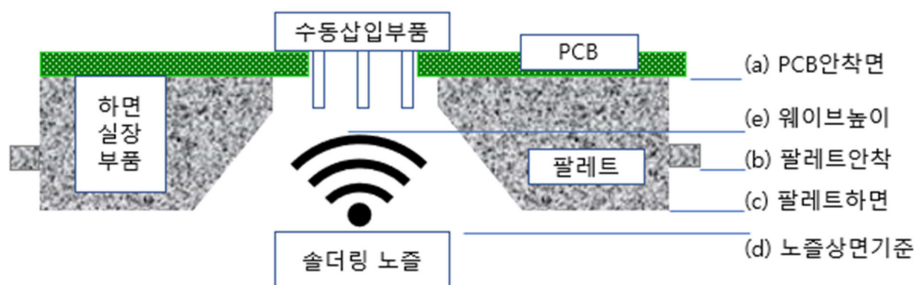 수동삽입부품
PCB
(a) PCB안착면
하면
실장
부품
(e) 웨이브높이
팔레트
(b) 팔레트안착
(c) 팔레트하면
솔더링 노즐
(d) 노즐상면기준